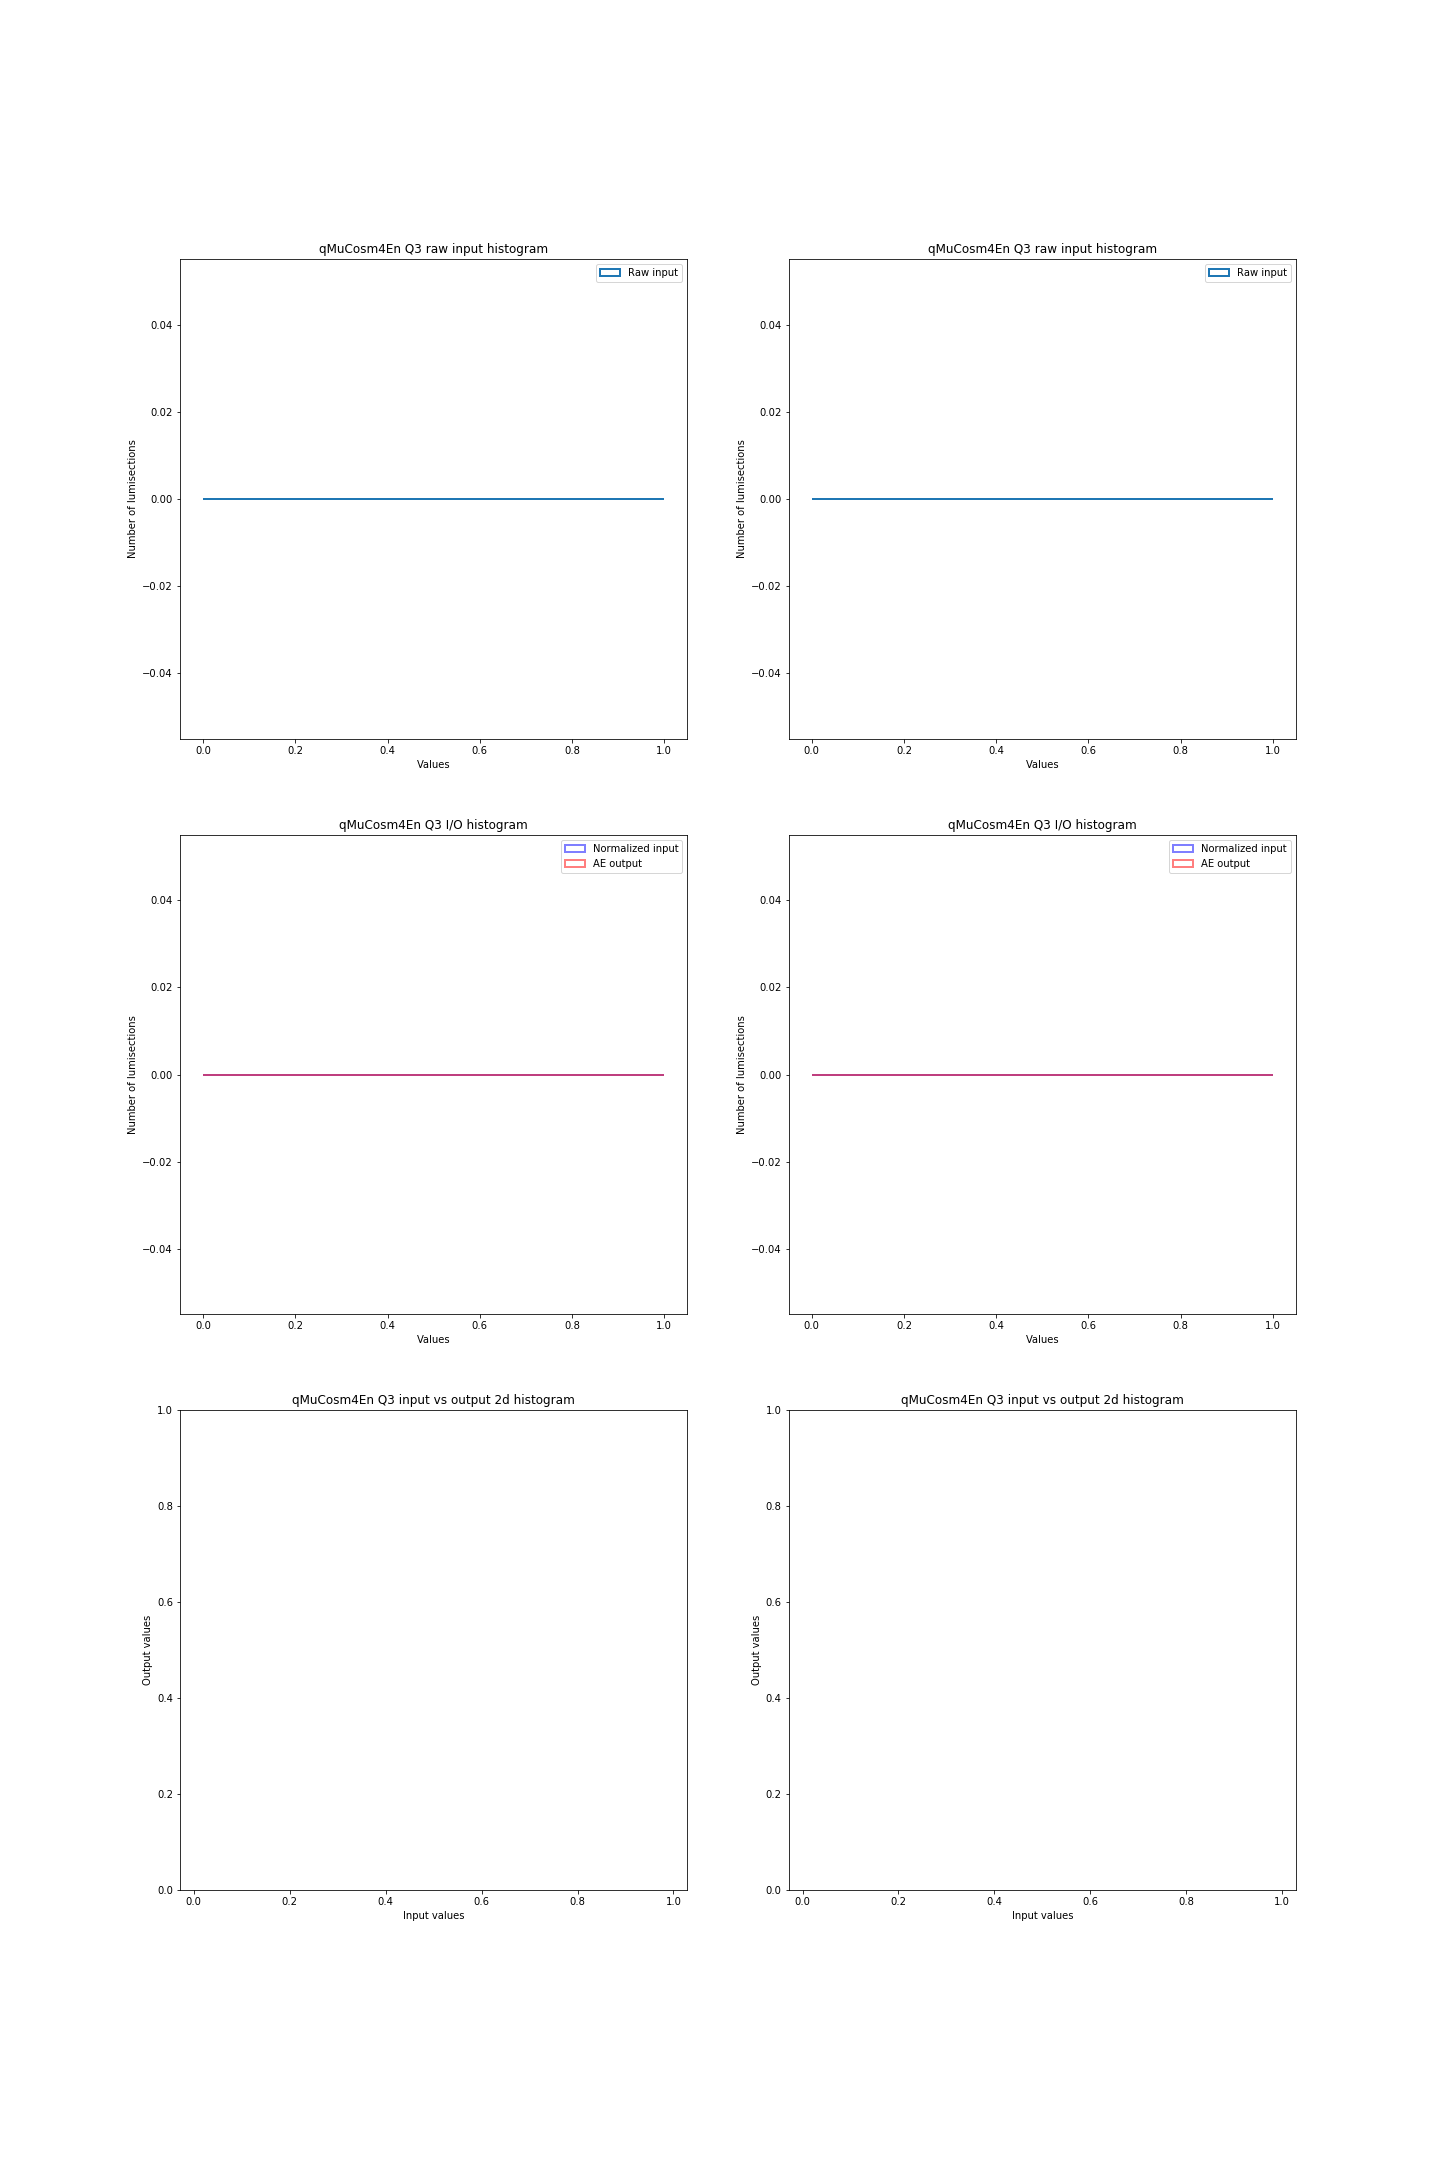 qMuCosm4En Q3 raw input histogram
Raw input
0.04
0.02
0.00
−0.02
−0.04
Number of lumisections
0.0 0.2 0.4 0.6 0.8 1.0
Values
qMuCosm4En Q3 raw input histogram
Raw input
0.04
0.02
0.00
−0.02
−0.04
Number of lumisections
0.0 0.2 0.4 0.6 0.8 1.0
Values
qMuCosm4En Q3 I/O histogram
Normalized input
AE output
0.04
0.02
0.00
−0.02
−0.04
Number of lumisections
0.0 0.2 0.4 0.6 0.8 1.0
Values
qMuCosm4En Q3 I/O histogram
Normalized input
AE output
0.04
0.02
0.00
−0.02
−0.04
Number of lumisections
0.0 0.2 0.4 0.6 0.8 1.0
Values
qMuCosm4En Q3 input vs output 2d histogram
1.0
0.8
0.6
0.4
0.2
0.0
Output values
0.0 0.2 0.4 0.6 0.8 1.0
Input values
qMuCosm4En Q3 input vs output 2d histogram
1.0
0.8
0.6
0.4
0.2
0.0
Output values
0.0 0.2 0.4 0.6 0.8 1.0
Input values